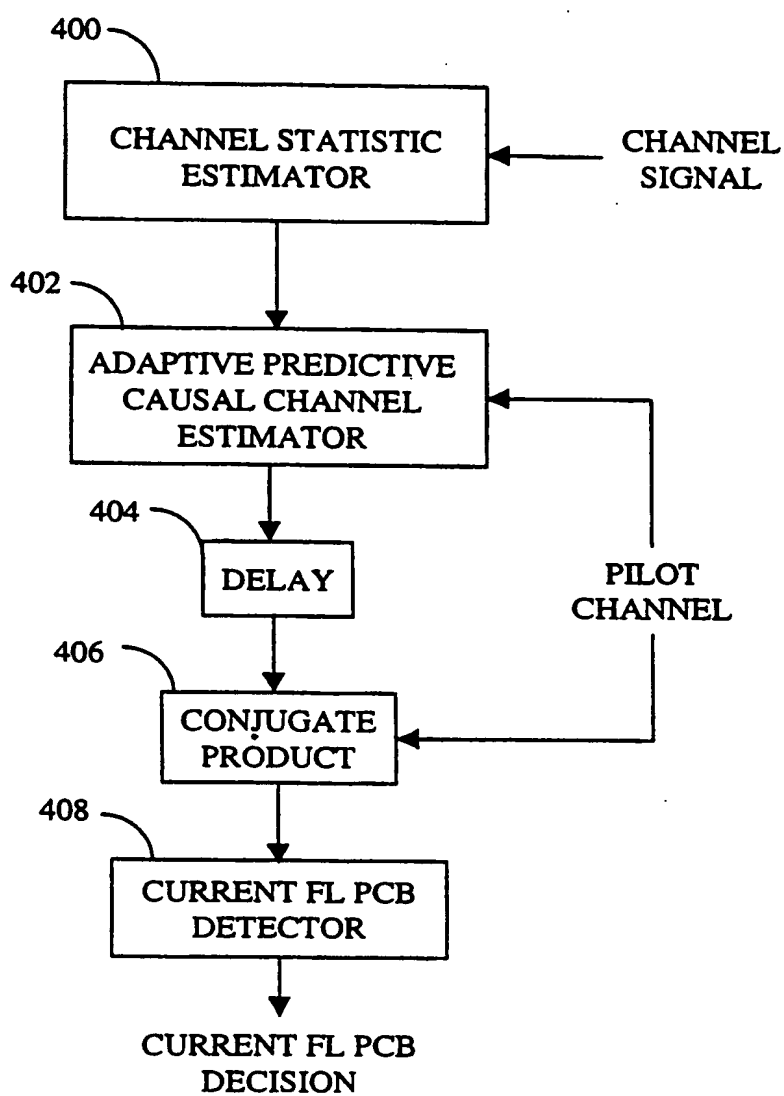 400
CHANNEL STATISTIC
ESTIMATOR
CHANNEL
SIGNAL
402
ADAPTIVE PREDICTIVE
CAUSAL CHANNEL
ESTIMATOR
404
DELAY
PILOT
CHANNEL
406
CONJUGATE
PRODUCT
408
CURRENT FL PCB
DETECTOR
CURRENT FL PCB
DECISION